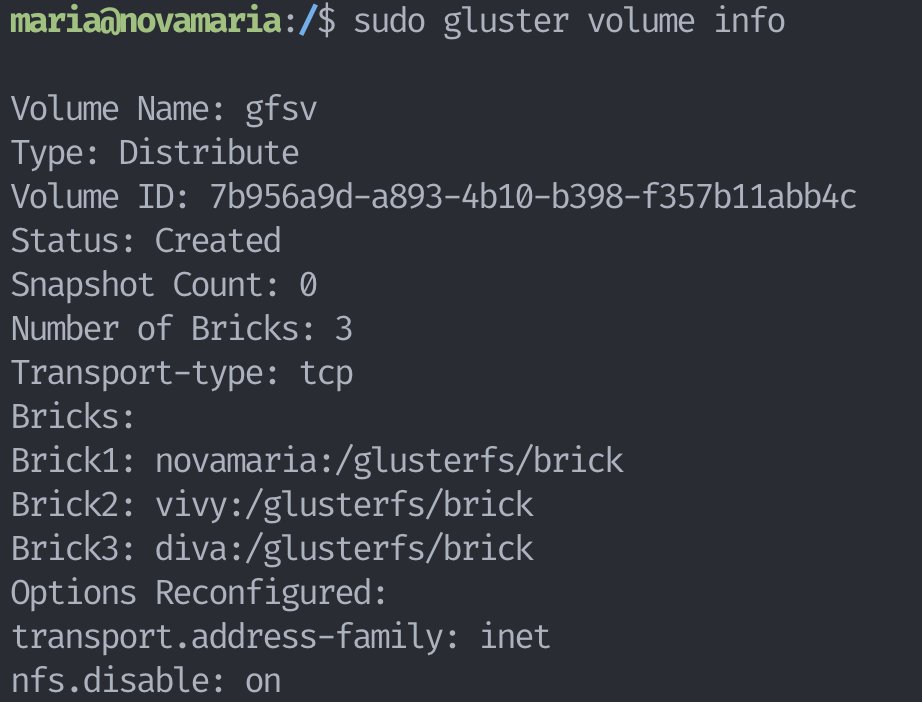 maria@novamaria:/$ sudo gluster volume info
Volume Name: gfsv
Type: Distribute
Volume ID: 7b956a9d-a893-4b10-b398-f357b11abb4c
Status: Created
Snapshot Count: 0
Number of Bricks: 3
Transport-type: tcp
Bricks:
Brick1: novamaria:/glusterfs/brick
Brick2: vivy:/glusterfs/brick
Brick3: diva:/glusterfs/brick
Options Reconfigured:
transport.address-family: inet
nfs.disable: on